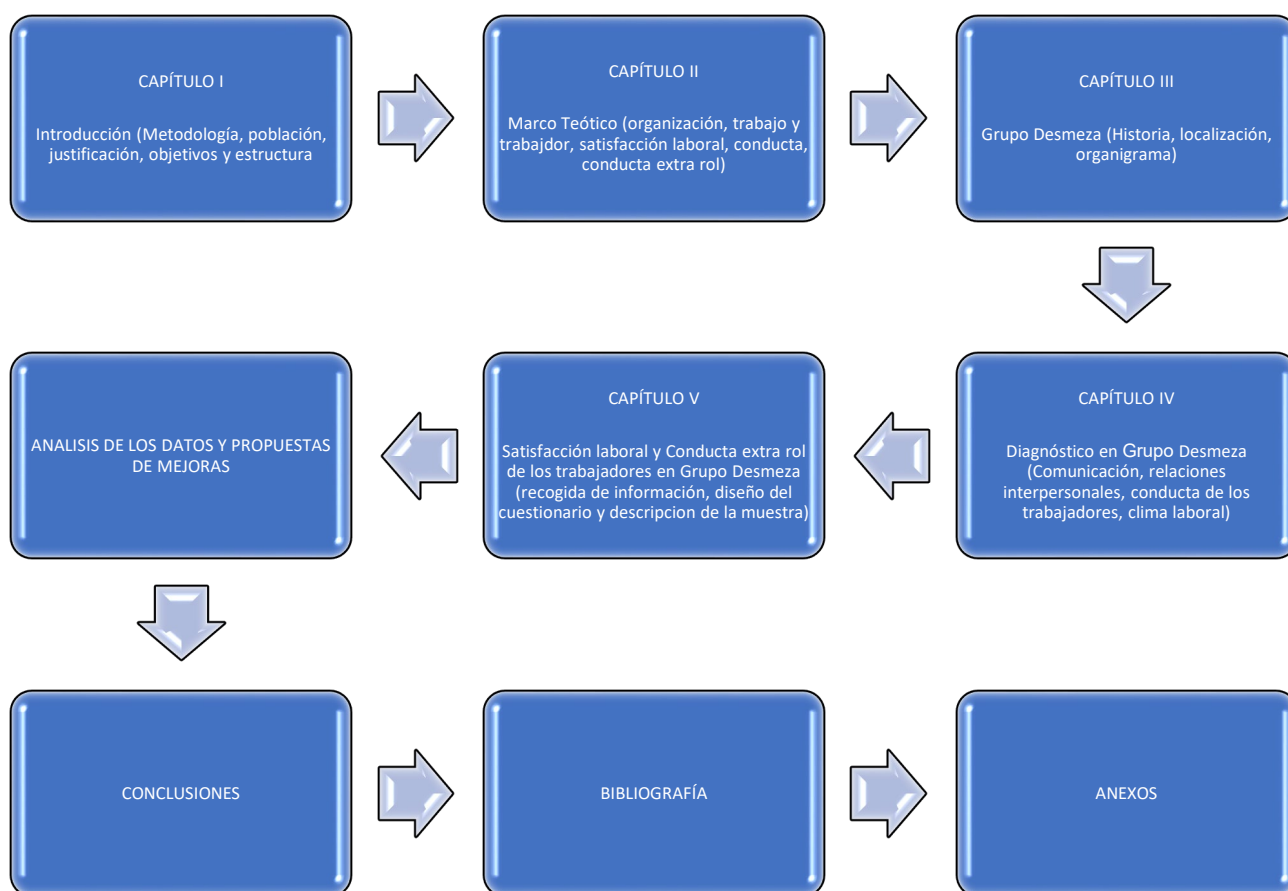 CAPÍTULO I
Introducción (Metodología, población,
justificación, objetivos y estructura
CAPÍTULO II
Marco Teótico (organización, trabajo y
trabajdor, satisfacción laboral, conducta,
conducta extra rol)
CAPÍTULO III
Grupo Desmeza (Historia, localización,
organigrama)
CAPÍTULO IV
Diagnóstico en Grupo Desmeza
(Comunicación, relaciones
interpersonales, conducta de los
trabajadores, clima laboral)
CAPÍTULO V
Satisfacción laboral y Conducta extra rol
de los trabajadores en Grupo Desmeza
(recogida de información, diseño del
cuestionario y descripcion de la muestra)
ANALISIS DE LOS DATOS Y PROPUESTAS
DE MEJORAS
CONCLUSIONES
BIBLIOGRAFÍA
ANEXOS